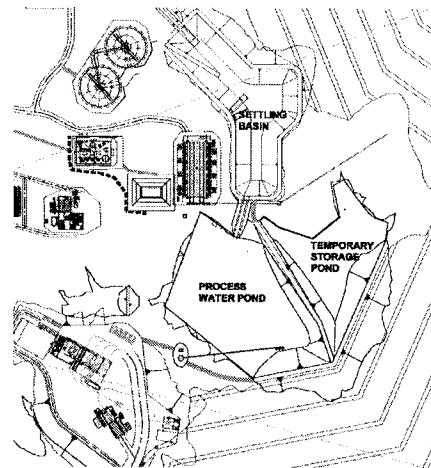 SETTLING
BASIN
TEMPORARY
STORAGE
POND
PROCESS
WATER POND